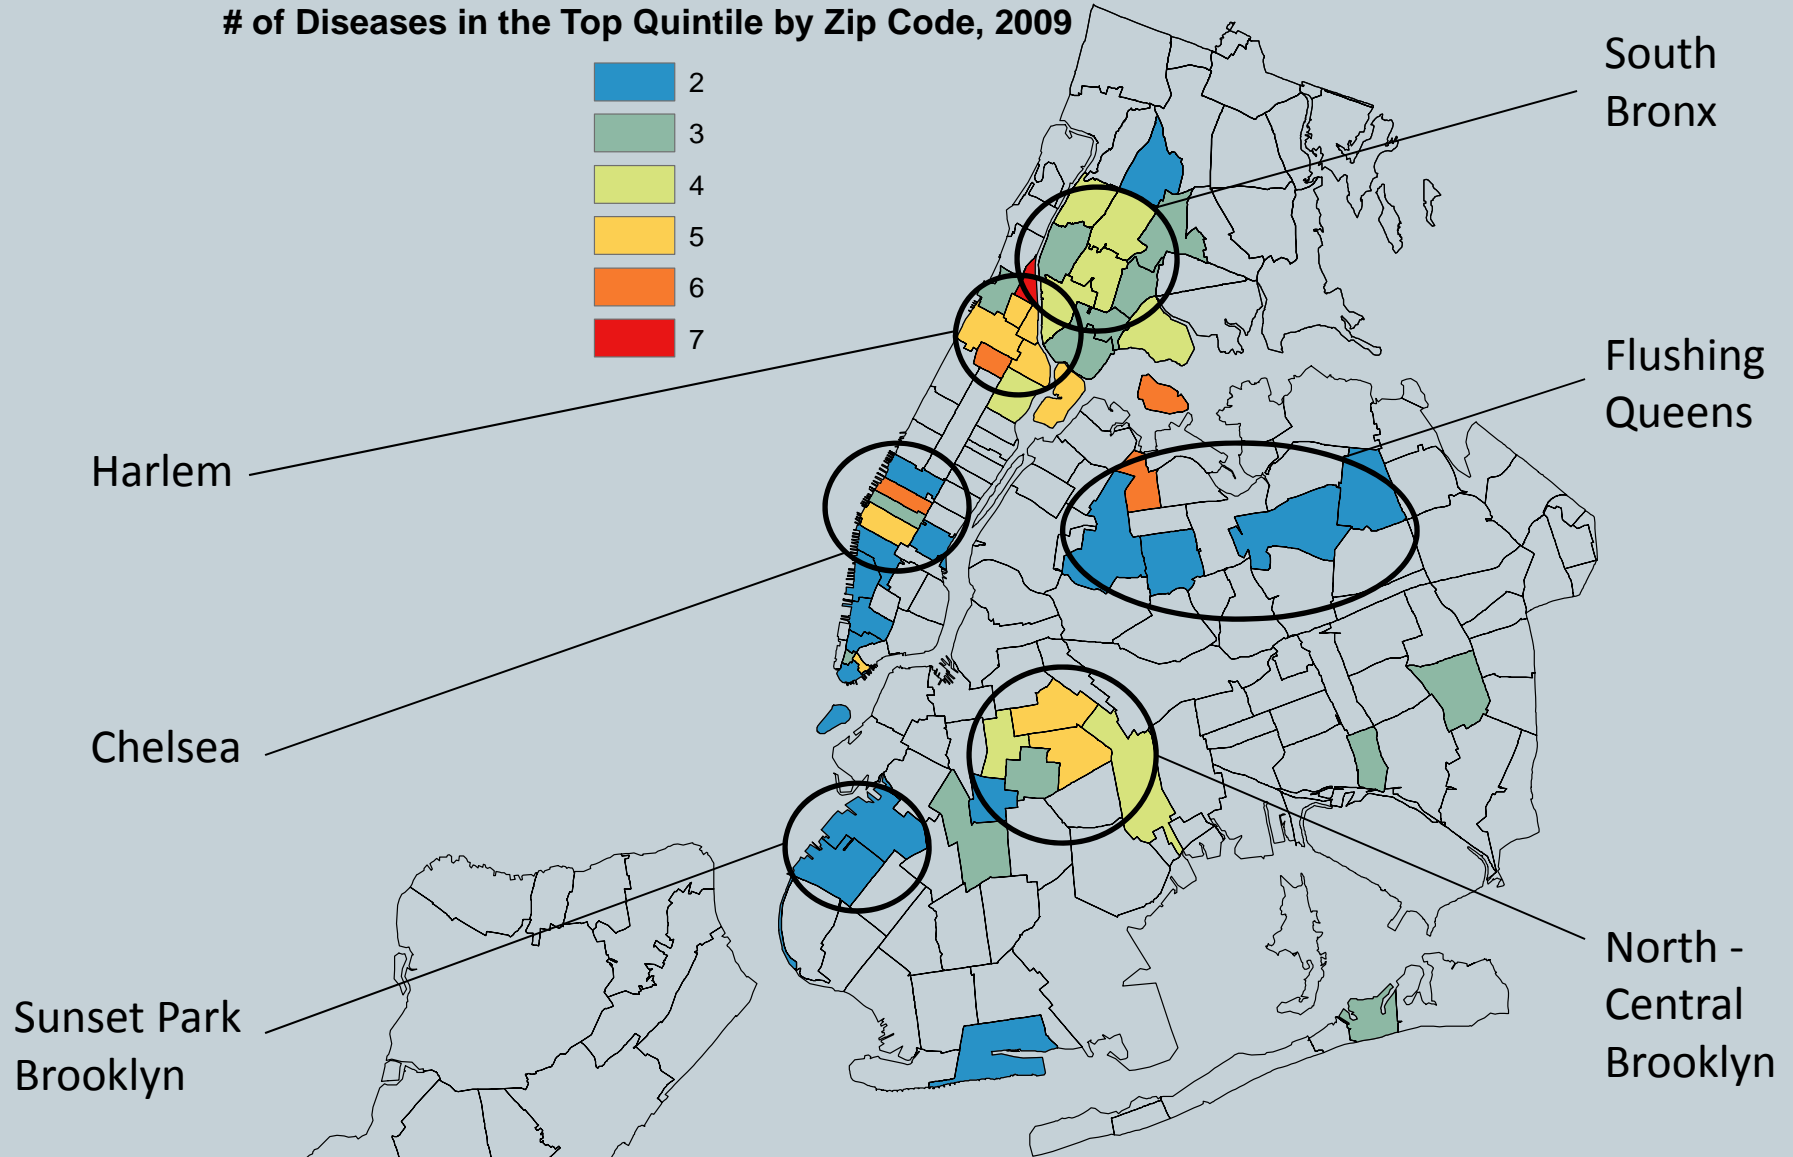 # of Diseases in the Top Quintile by Zip Code, 2009
2
3
4
5
6
7
South
Bronx
Flushing
Queens
Harlem
Chelsea
Sunset Park
Brooklyn
North -
Central
Brooklyn